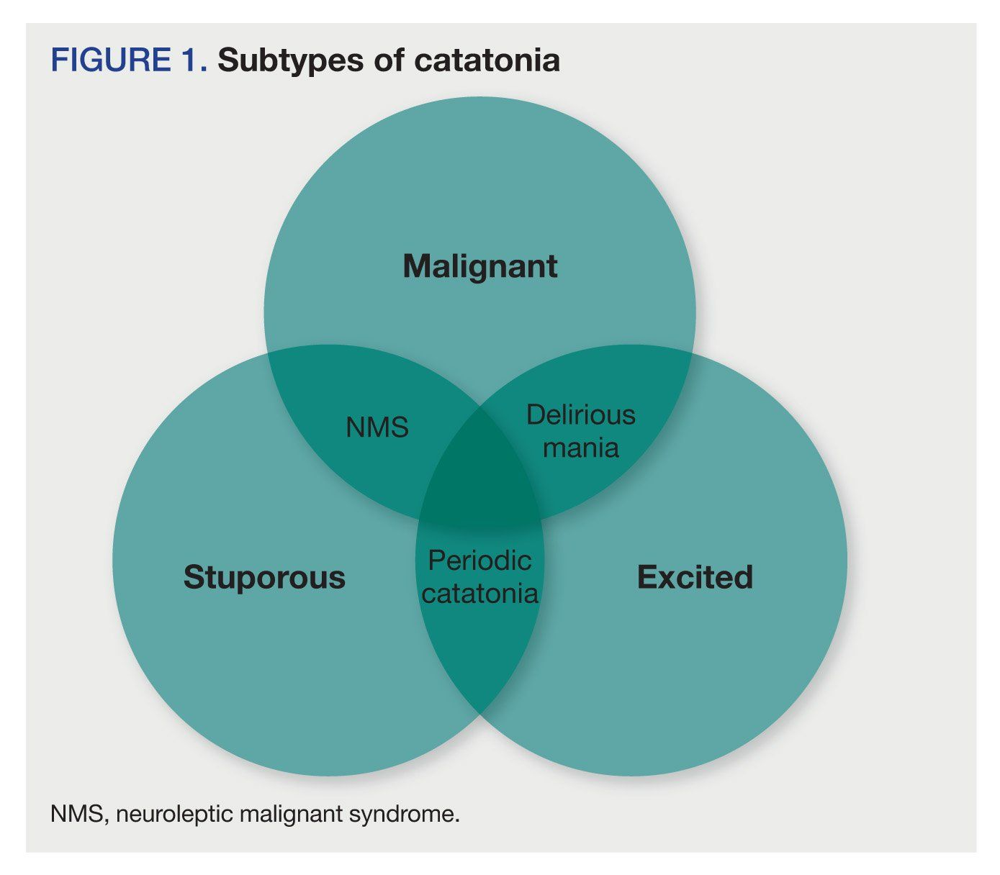 FIGURE 1. Subtypes of catatonia
Malignant
NMS
Delirious
mania
Periodic
catatonia
Stuporous
Excited
NMS, neuroleptic malignant syndrome.